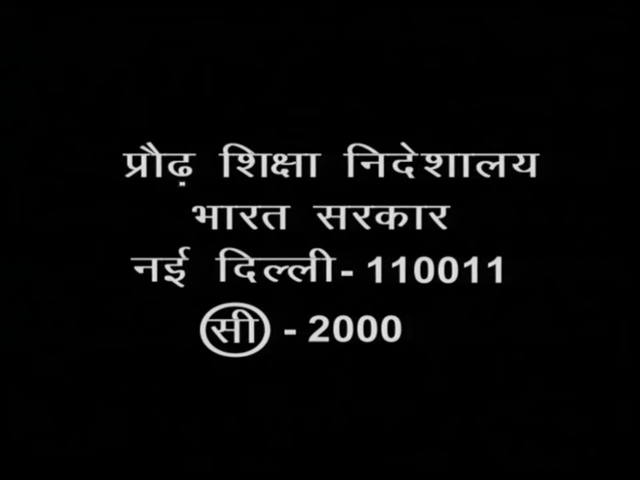 प्रौढ़ शिक्षा निदेशालय
भारत सरकार
नई दिल्ली - 110011
सी - 2000